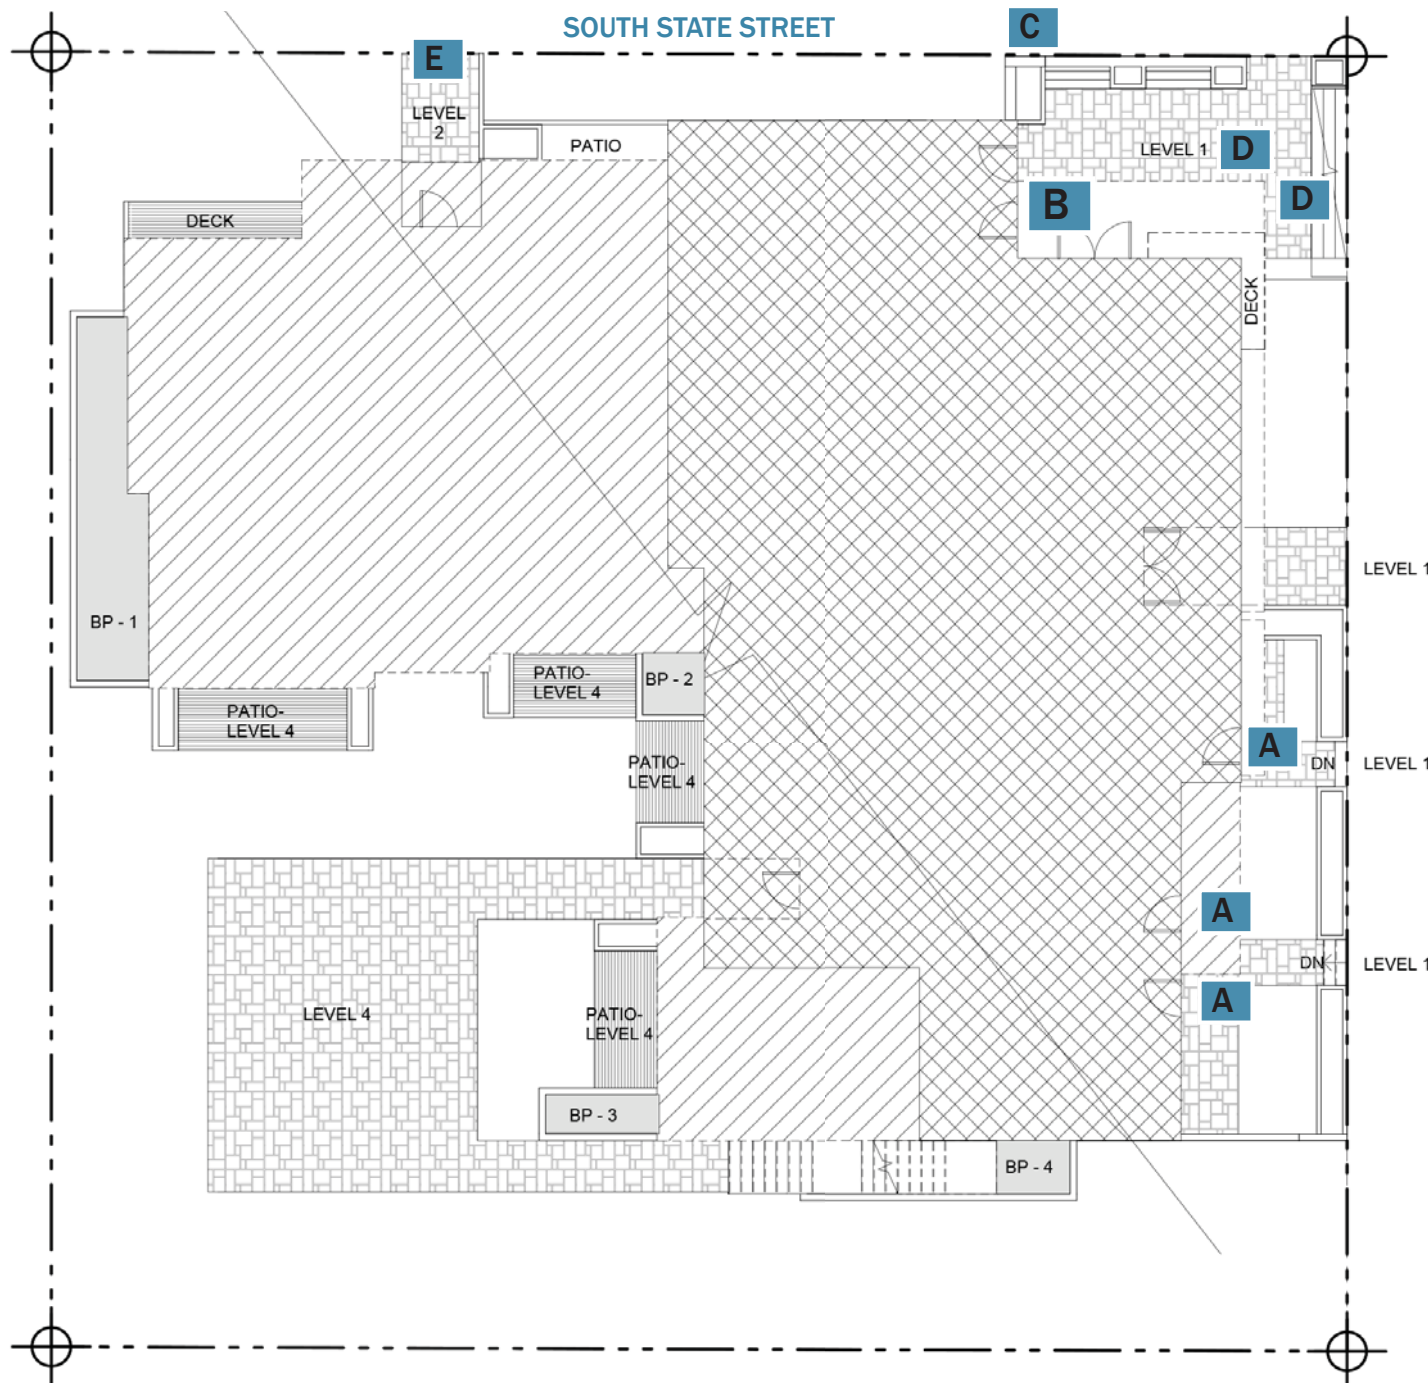 SOUTH STATE STREET
C
E
LEVEL
2
PATIO
LEVEL 1
D
D
B
DECK
DECK
LEVEL 1
BP - 1
PATIO-
LEVEL 4
BP - 2
PATIO-
LEVEL 4
A
DN
LEVEL 1
PATIO-
LEVEL 4
A
DN
LEVEL 1
A
LEVEL 4
PATIO-
LEVEL 4
BP - 3
BP - 4